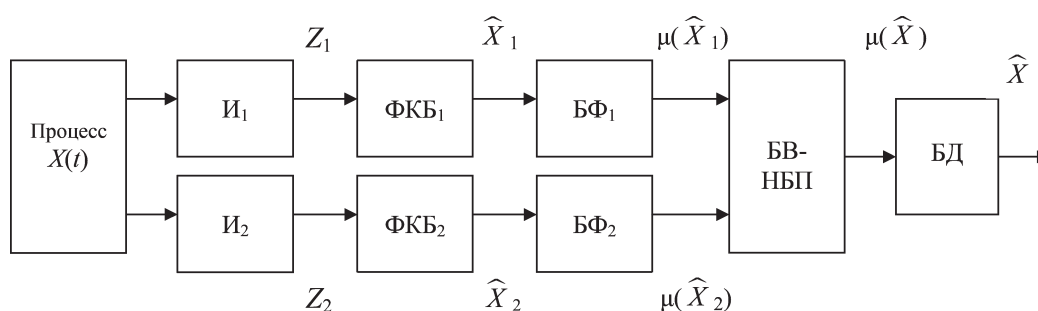 Z₁ X̂₁ μ(X̂₁) μ(X̂)
X̂
Процесс
X(t)
И₁ ФКБ₁ БФ₁
БВ-
НБП
БД
И₂ ФКБ₂ БФ₂
Z₂ X̂₂ μ(X̂₂)